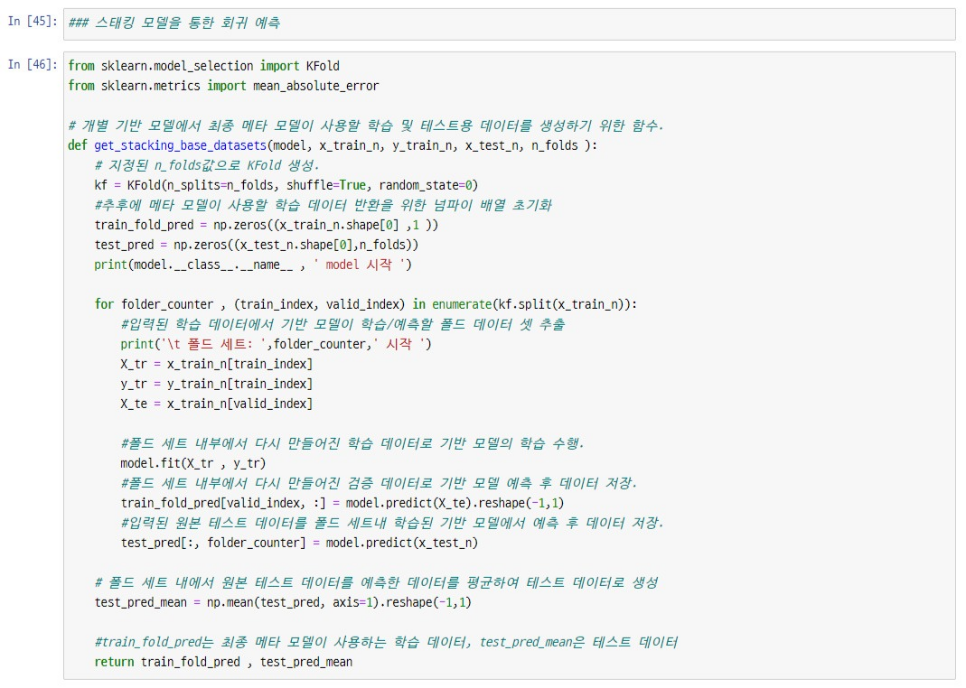 In [45]: ### 스태킹 모델을 통한 회귀 예측
In [46]: from sklearn.model_selection import KFold
from sklearn.metrics import mean_absolute_error
# 개별 기반 모델에서 최종 메타 모델이 사용할 학습 및 테스트용 데이터를 생성하기 위한 함수.
def get_stacking_base_datasets(model, x_train_n, y_train_n, x_test_n, n_folds ):
    # 지정된 n_folds값으로 KFold 생성.
    kf = KFold(n_splits=n_folds, shuffle=True, random_state=0)
    #추후에 메타 모델이 사용할 학습 데이터 반환을 위한 넘파이 배열 초기화
    train_fold_pred = np.zeros((x_train_n.shape[0] ,1 ))
    test_pred = np.zeros((x_test_n.shape[0],n_folds))
    print(model.__class__.__name__ , ' model 시작 ')
    for folder_counter , (train_index, valid_index) in enumerate(kf.split(x_train_n)):
        #입력된 학습 데이터에서 기반 모델이 학습/예측할 폴드 데이터 셋 추출
        print('\t 폴드 세트: ',folder_counter,' 시작 ')
        X_tr = x_train_n[train_index]
        y_tr = y_train_n[train_index]
        X_te = x_train_n[valid_index]
        #폴드 세트 내부에서 다시 만들어진 학습 데이터로 기반 모델의 학습 수행.
        model.fit(X_tr , y_tr)
        #폴드 세트 내부에서 다시 만들어진 검증 데이터로 기반 모델 예측 후 데이터 저장.
        train_fold_pred[valid_index, :] = model.predict(X_te).reshape(-1,1)
        #입력된 원본 테스트 데이터를 폴드 세트내 학습된 기반 모델에서 예측 후 데이터 저장.
        test_pred[:, folder_counter] = model.predict(x_test_n)
    # 폴드 세트 내에서 원본 테스트 데이터를 예측한 데이터를 평균하여 테스트 데이터로 생성
    test_pred_mean = np.mean(test_pred, axis=1).reshape(-1,1)
    #train_fold_pred는 최종 메타 모델이 사용하는 학습 데이터, test_pred_mean은 테스트 데이터
    return train_fold_pred , test_pred_mean